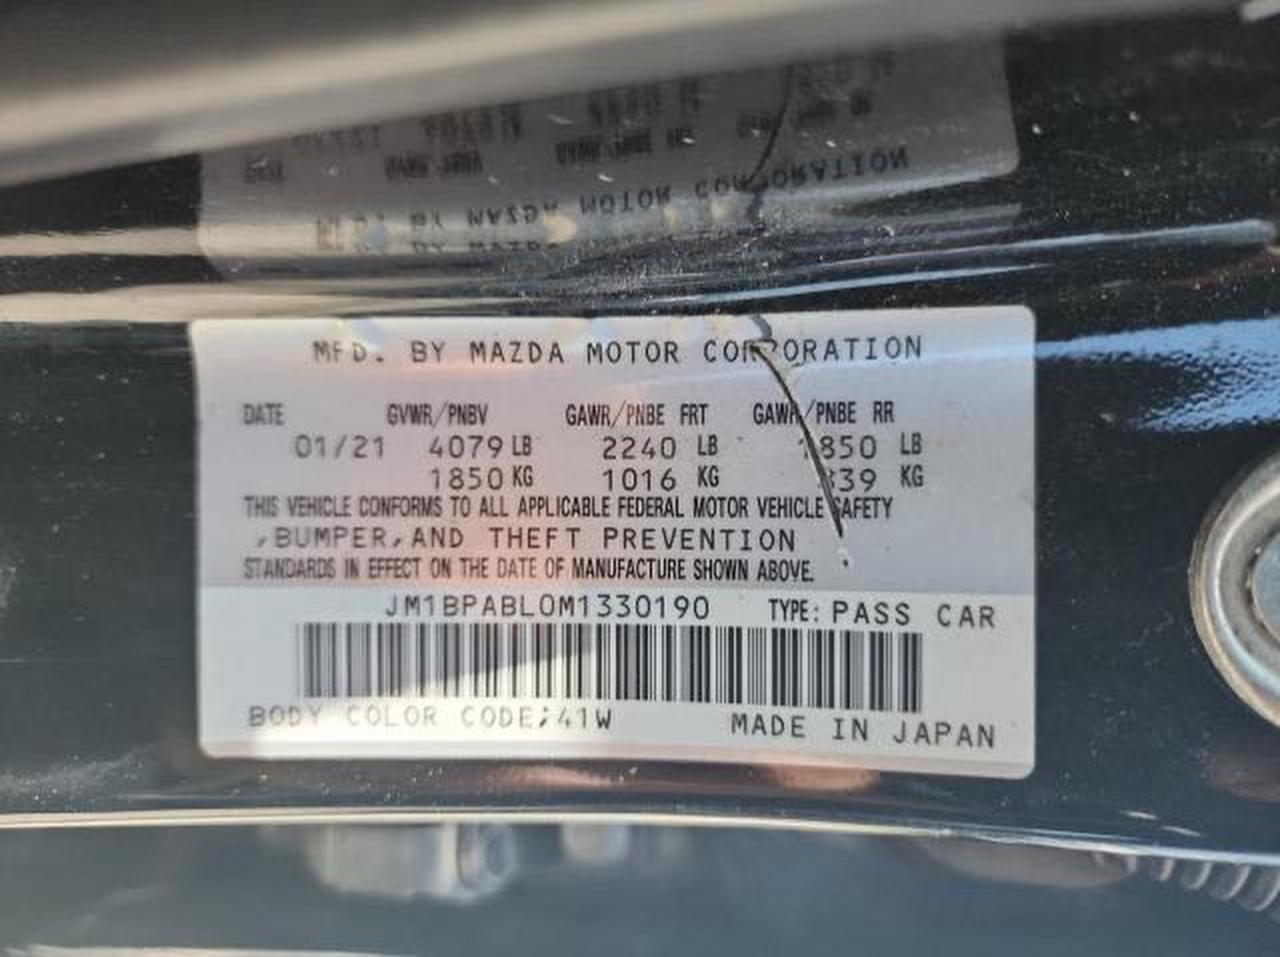 MFD. BY MAZDA MOTOR CORPORATION
DATE GVWR/PNBV GAWR/PNBE FRT GAWR/PNBE RR
01/21 4079 LB 2240 LB 1850 LB
1850 KG 1016 KG 839 KG
THIS VEHICLE CONFORMS TO ALL APPLICABLE FEDERAL MOTOR VEHICLE SAFETY
,BUMPER,AND THEFT PREVENTION
STANDARDS IN EFFECT ON THE DATE OF MANUFACTURE SHOWN ABOVE.
JM1BPABL0M1330190 TYPE: PASS CAR
BODY COLOR CODE;41W MADE IN JAPAN